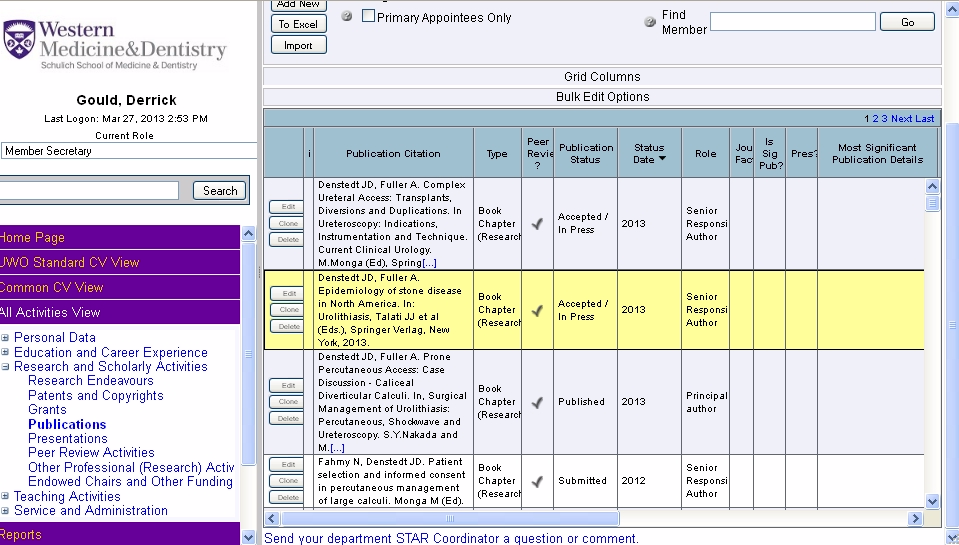 Western
Medicine&Dentistry
Schulich School of Medicine & Dentistry
Gould, Derrick
Last Logon: Mar 27, 2013 2:53 PM
Current Role
Member Secretary
Search
Home Page
UWO Standard CV View
Common CV View
All Activities View
Personal Data
Education and Career Experience
Research and Scholarly Activities
Research Endeavours
Patents and Copyrights
Grants
Publications
Presentations
Peer Review Activities
Other Professional (Research) Activ
Endowed Chairs and Other Funding
Teaching Activities
Service and Administration
Reports
Add New
To Excel
Import
Primary Appointees Only
Find
Member
Go
Grid Columns
Bulk Edit Options
1 2 3 Next Last
i
Publication Citation
Type
Peer
Revie
?
Publication
Status
Status
Date
Role
Jou
Fac
Is
Sig
Pub?
Pres?
Most Significant
Publication Details
Edit
Clone
Delete
Denstedt JD, Fuller A. Complex
Ureteral Access: Transplants,
Diversions and Duplications. In
Ureteroscopy: Indications,
Instrumentation and Technique.
Current Clinical Urology.
M.Monga (Ed), Spring[...]
Book
Chapter
(Research
Accepted /
In Press
2013
Senior
Responsi
Author
Edit
Clone
Delete
Denstedt JD, Fuller A.
Epidemiology of stone disease
in North America. In:
Urolithiasis, Talati JJ et al
(Eds.), Springer Verlag, New
York, 2013.
Book
Chapter
(Research
Accepted /
In Press
2013
Senior
Responsi
Author
Edit
Clone
Delete
Denstedt JD, Fuller A. Prone
Percutaneous Access: Case
Discussion - Caliceal
Diverticular Calculi. In, Surgical
Management of Urolithiasis:
Percutaneous, Shockwave and
Ureteroscopy. S.Y.Nakada and
M.[...]
Book
Chapter
(Research
Published
2013
Principal
author
Edit
Clone
Delete
Fahmy N, Denstedt JD. Patient
selection and informed consent
in percutaneous management
of large calculi. Monga M (Ed).
Book
Chapter
(Research
Submitted
2012
Senior
Responsi
Author
Send your department STAR Coordinator a question or comment.